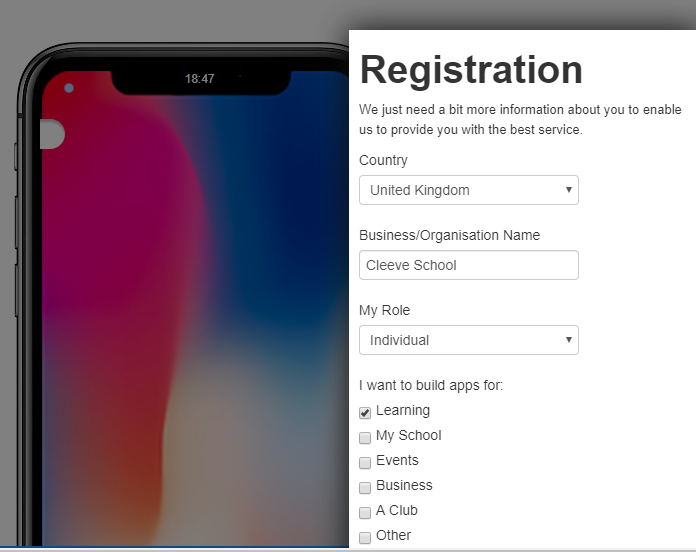 18:47
Registration
We just need a bit more information about you to enable
us to provide you with the best service.
Country
United Kingdom
Business/Organisation Name
Cleeve School
My Role
Individual
I want to build apps for:
Learning
My School
Events
Business
A Club
Other